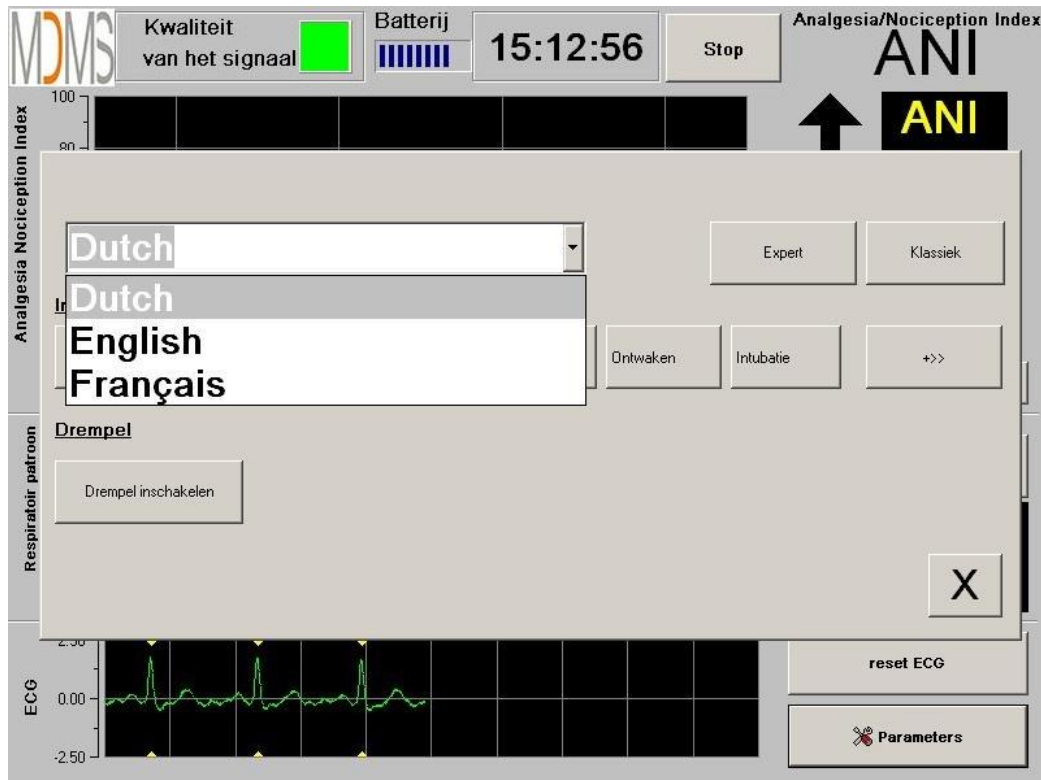 MDMS
Kwaliteit
van het signaal
Batterij
15:12:56
Stop
Analgesia/Nociception Index
ANI
ANI
Analgesia Nociception Index
100
80
Dutch
Expert
Klassiek
Dutch
English
Français
Ontwaken
Intubatie
+>>
Drempel
Drempel inschakelen
X
Respiratoir patroon
ECG
2.50
0.00
-2.50
reset ECG
Parameters